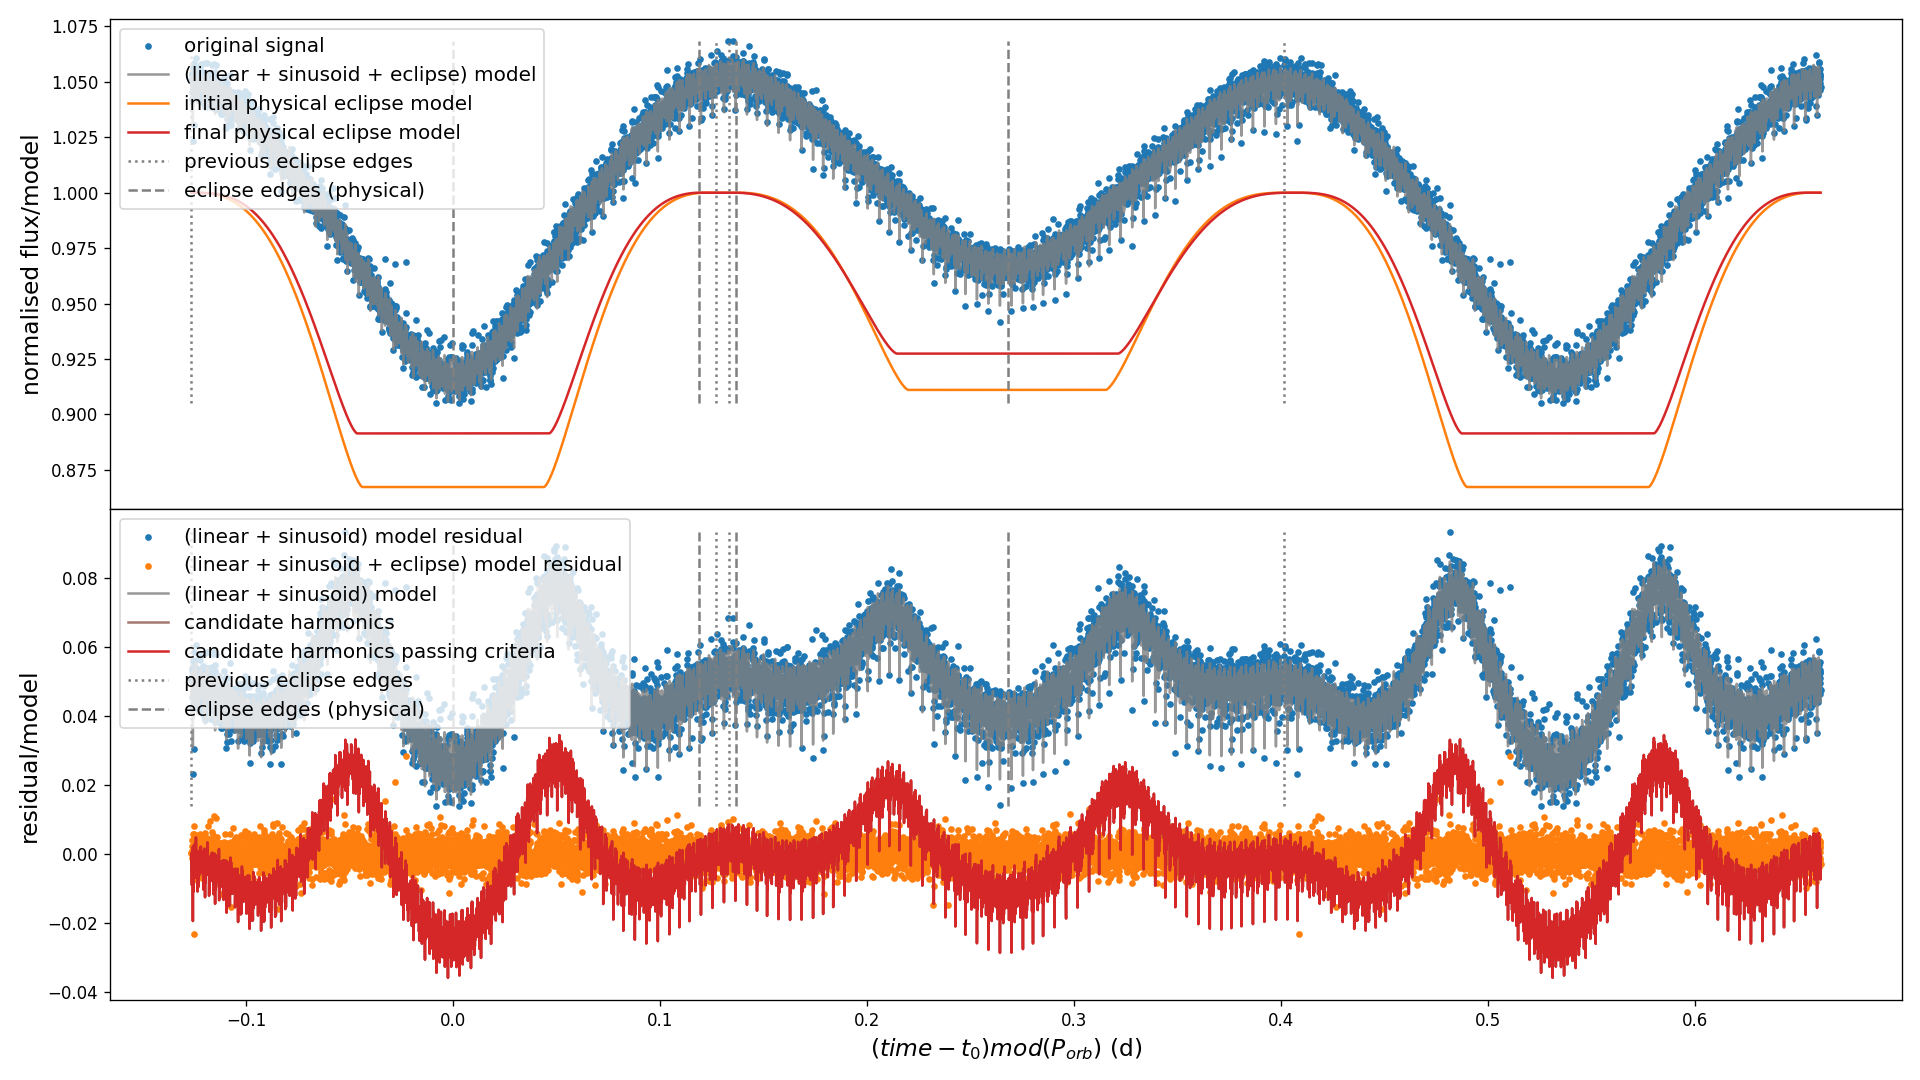 1.075
1.050
1.025
1.000
0.975
0.950
0.925
0.900
0.875
normalised flux/model
original signal
(linear + sinusoid + eclipse) model
initial physical eclipse model
final physical eclipse model
previous eclipse edges
eclipse edges (physical)
0.08
0.06
0.04
0.02
0.00
−0.02
−0.04
residual/model
(linear + sinusoid) model residual
(linear + sinusoid + eclipse) model residual
(linear + sinusoid) model
candidate harmonics
candidate harmonics passing criteria
previous eclipse edges
eclipse edges (physical)
−0.1 0.0 0.1 0.2 0.3 0.4 0.5 0.6
(time − t₀)mod(P_orb) (d)